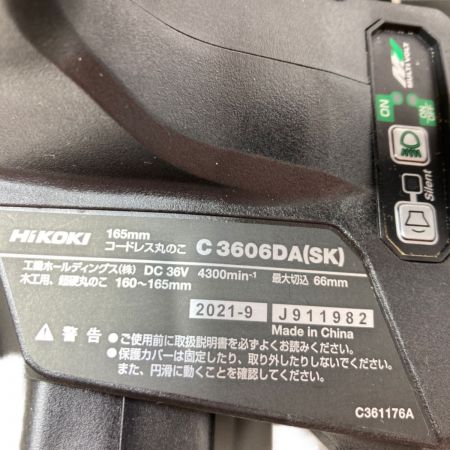 MULTI VOLT
ON
ON
OFF
Silent
HiKOKI 165mm コードレス丸のこ C 3606DA(SK)
工機ホールディングス(株) DC 36V 4300min⁻¹ 最大切込 66mm
木工用、超硬丸のこ 160~165mm
2021-9 J911982
Made in China
●ご使用前に取扱説明書を必ずよくお読みください。
●保護カバーは固定したり、取り外したりしないでください。
また、円滑に動くことを確認してください。
C361176A